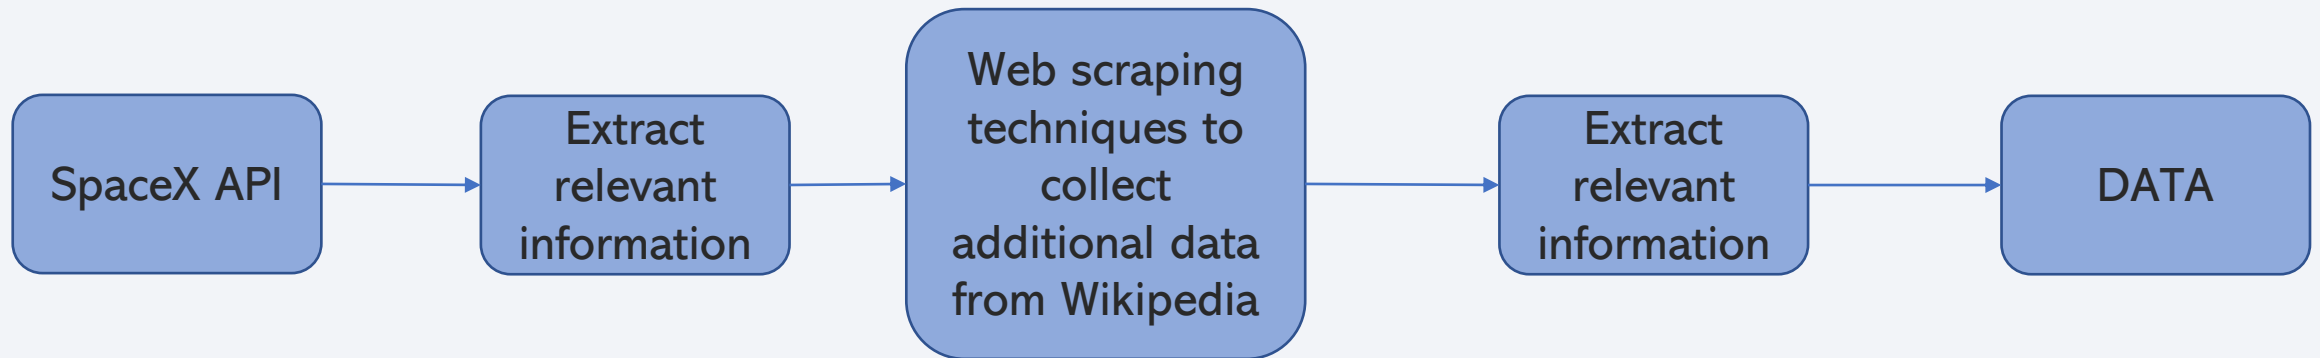 SpaceX API
Extract
relevant
information
Web scraping
techniques to
collect
additional data
from Wikipedia
Extract
relevant
information
DATA